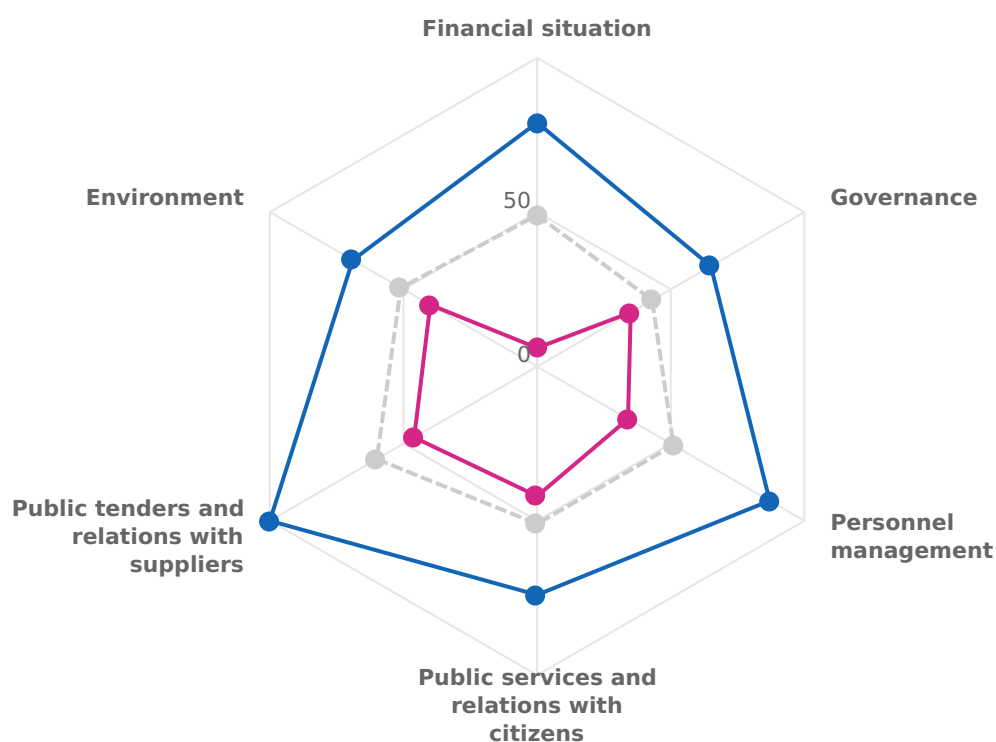 Financial situation
Environment
Governance
50
0
Public tenders and
relations with
suppliers
Personnel
management
Public services and
relations with
citizens